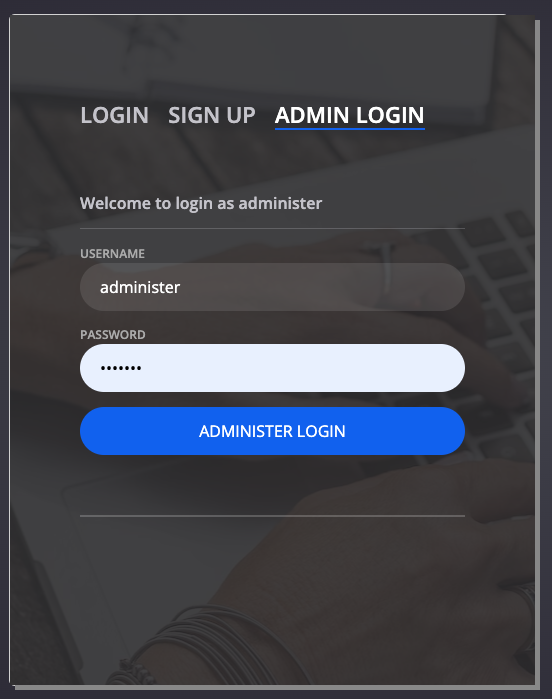 LOGIN SIGN UP ADMIN LOGIN
Welcome to login as administer
USERNAME
administer
PASSWORD
•••••••
ADMINISTER LOGIN